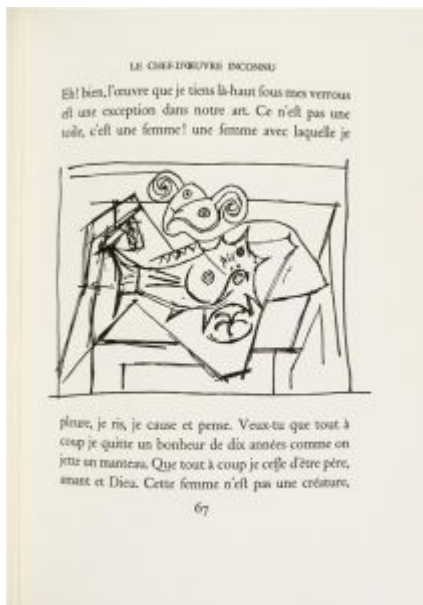 LE CHEF-D'ŒUVRE INCONNU
Eh! bien, l'œuvre que je tiens là-haut sous mes verrous
est une exception dans notre art. Ce n'est pas une
toile, c'est une femme! une femme avec laquelle je
pleure, je ris, je cause et pense. Veux-tu que tout à
coup je quitte un bonheur de dix années comme on
jette un manteau. Que tout à coup je cesse d'être père,
amant et Dieu. Cette femme n'est pas une créature,
67